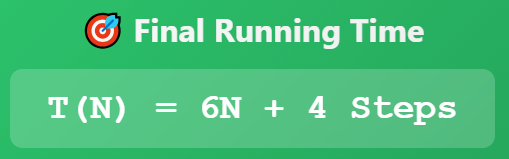 🎯 Final Running Time
T(N) = 6N + 4 Steps